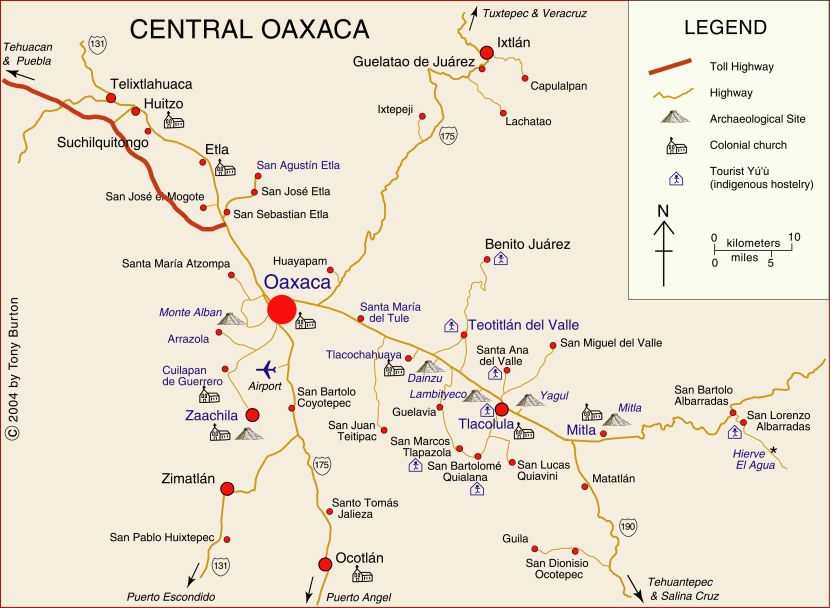 CENTRAL OAXACA
Tehuacan
& Puebla
131
Telixtlahuaca
Huitzo
Suchilquitongo
Etla
San Agustín Etla
San José Etla
San José el Mogote
San Sebastian Etla
Tuxtepec & Veracruz
Ixtlán
Guelatao de Juárez
Capulalpan
Ixtepeji
Lachatao
175
LEGEND
Toll Highway
Highway
Archaeological Site
Colonial church
Tourist Yú'ù
(indigenous hostelry)
N
0
10
kilometers
miles
0
5
Santa María Atzompa
Huayapam
Oaxaca
Benito Juárez
Monte Alban
Arrazola
Santa María
del Tule
Teotitlán del Valle
Tlacochahuaya
Santa Ana
del Valle
San Miguel del Valle
Cuilapan
de Guerrero
Airport
Dainzu
Lambityeco
Yagul
San Bartolo
Coyotepec
Zaachila
Guelavia
Tlacolula
Mitla
Mitla
San Bartolo
Albarradas
San Lorenzo
Albarradas
San Juan
Teitipac
San Marcos
Tlapazola
San Bartolomé
Quialana
San Lucas
Quiavini
Hierve
El Agua
*
Zimatlán
175
Matatlán
Santo Tomás
Jalieza
190
San Pablo Huixtepec
131
Ocotlán
Guila
San Dionisio
Ocotepec
Puerto Escondido
Puerto Angel
Tehuantepec
& Salina Cruz
© 2004 by Tony Burton